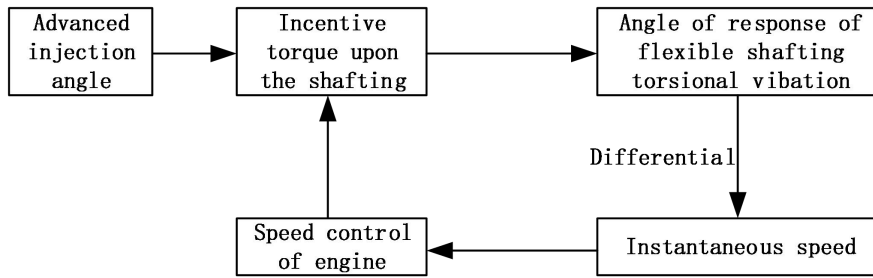 Advanced
injection
angle
Incentive
torque upon
the shafting
Angle of response of
flexible shafting
torsional vibation
Differential
Speed control
of engine
Instantaneous speed